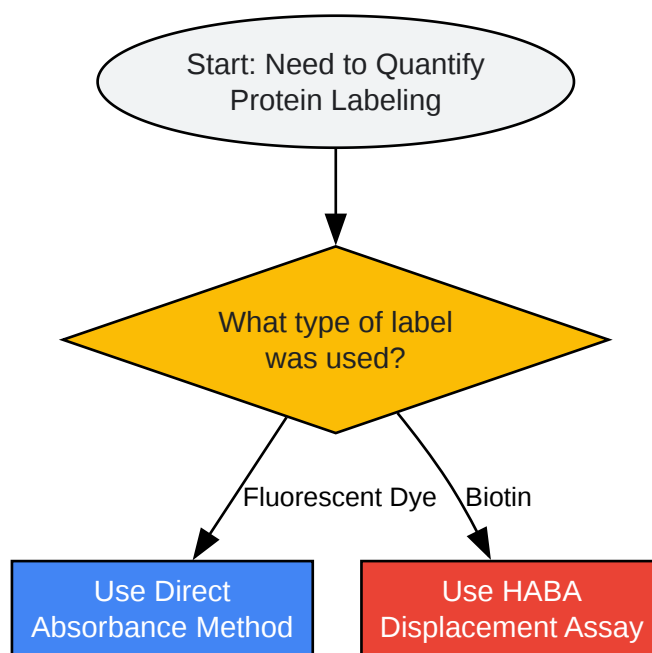 Start: Need to Quantify
Protein Labeling
What type of label
was used?
Fluorescent Dye
Biotin
Use Direct
Absorbance Method
Use HABA
Displacement Assay